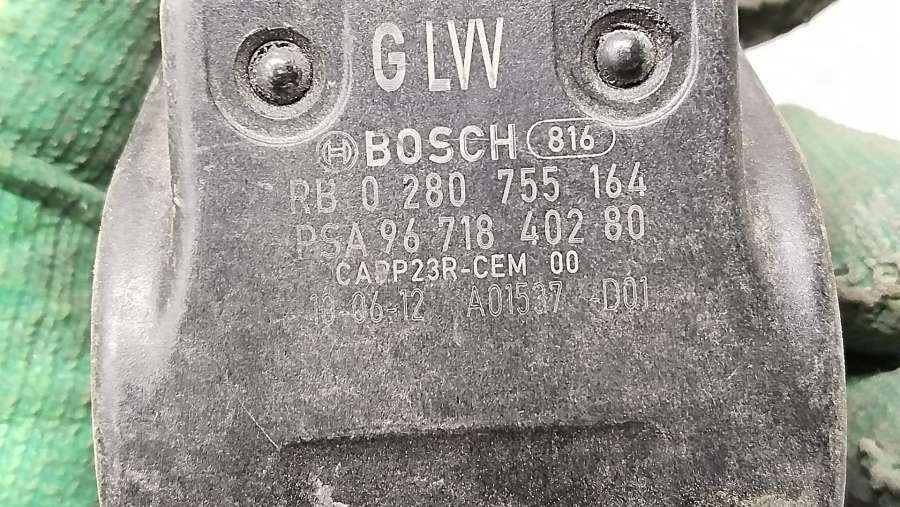 G LW
BOSCH 816
RB 0 280 755 164
PSA 96 718 402 80
CAPP23R-CEM 00
13-06-12 A01537 -D01